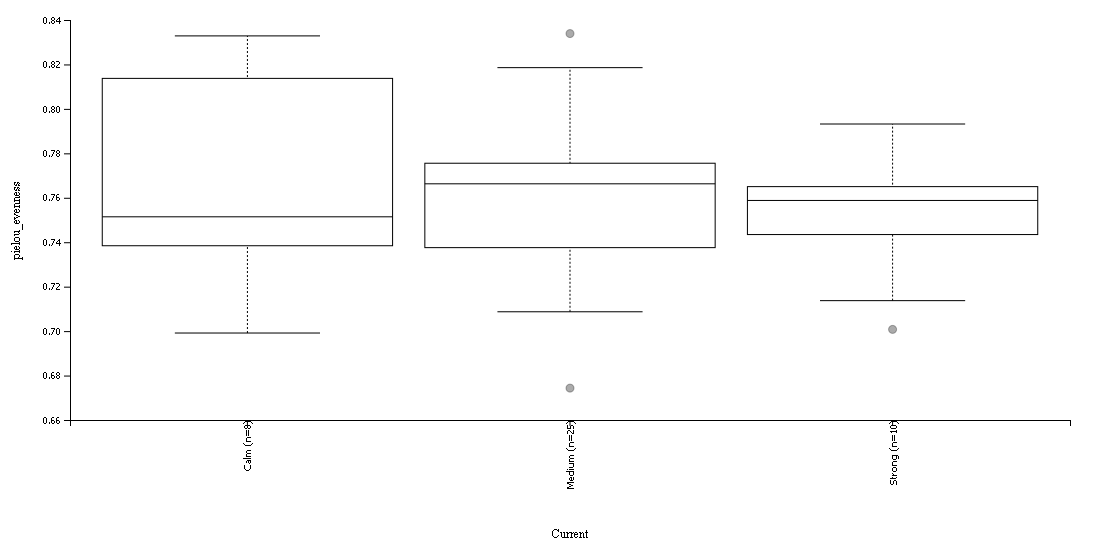 0.84
0.82
0.80
0.78
0.76
0.74
0.72
0.70
0.68
0.66
pielou_evenness
Calm (n=8)
Medium (n=25)
Strong (n=10)
Current